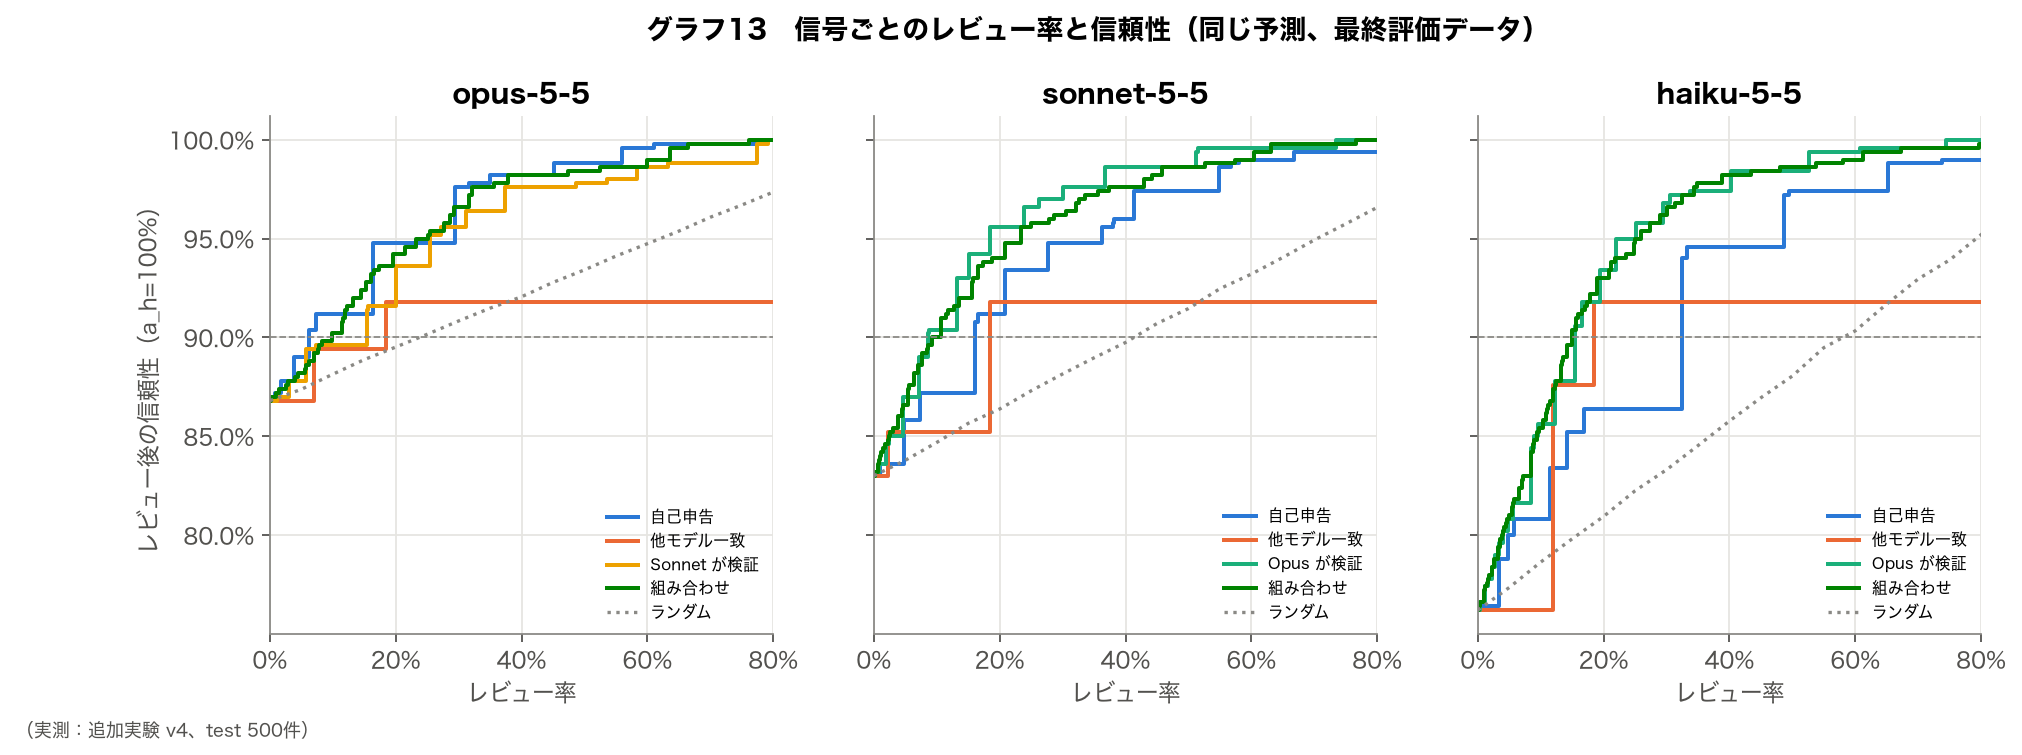 グラフ13　信号ごとのレビュー率と信頼性（同じ予測、最終評価データ）
opus-5-5
sonnet-5-5
haiku-5-5
レビュー後の信頼性（a_h=100%）
100.0%
95.0%
90.0%
85.0%
80.0%
自己申告
他モデル一致
Sonnet が検証
組み合わせ
ランダム
自己申告
他モデル一致
Opus が検証
組み合わせ
ランダム
自己申告
他モデル一致
Opus が検証
組み合わせ
ランダム
0% 20% 40% 60% 80%
0% 20% 40% 60% 80%
0% 20% 40% 60% 80%
レビュー率
レビュー率
レビュー率
（実測：追加実験 v4、test 500件）